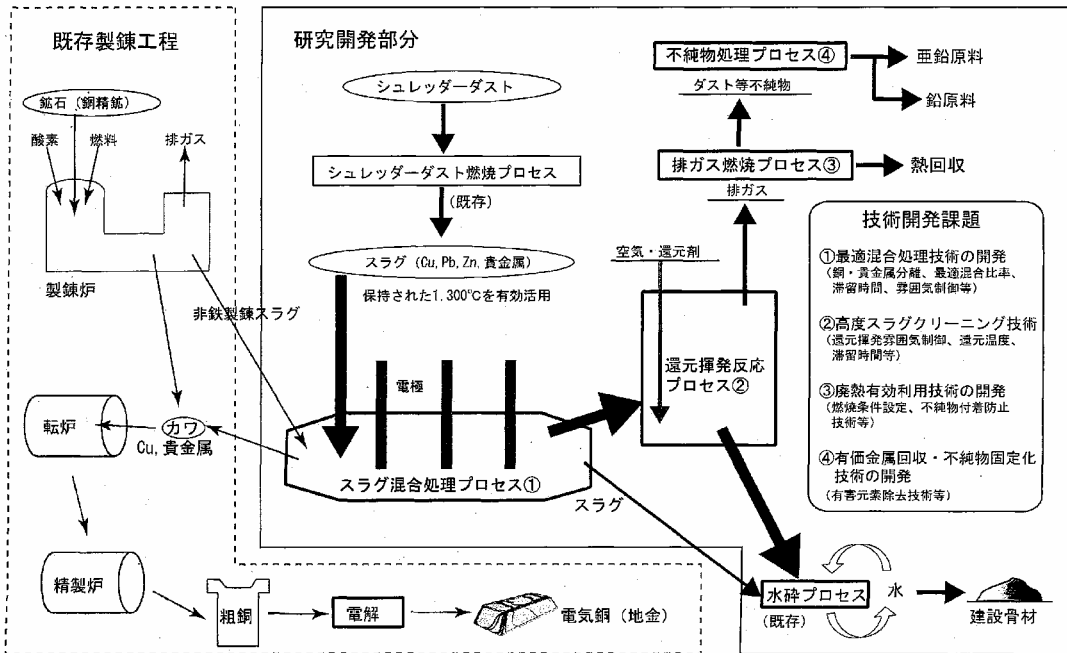 既存製錬工程
鉱石（銅精鉱）
酸素
燃料
排ガス
製錬炉
非鉄製錬スラグ
転炉
カワ
Cu, 貴金属
精製炉
粗銅
電解
電気銅（地金）
研究開発部分
シュレッダーダスト
シュレッダーダスト燃焼プロセス
(既存)
スラグ（Cu, Pb, Zn, 貴金属）
保持された1.300℃を有効活用
電極
スラグ混合処理プロセス①
スラグ
不純物処理プロセス④
ダスト等不純物
亜鉛原料
鉛原料
排ガス燃焼プロセス③
熱回収
排ガス
空気・還元剤
還元揮発反応
プロセス②
技術開発課題
①最適混合処理技術の開発
(銅・貴金属分離、最適混合比率、
滞留時間、雰囲気制御等)
②高度スラグクリーニング技術
(還元揮発雰囲気制御、還元温度、
滞留時間等)
③廃熱有効利用技術の開発
(燃焼条件設定、不純物付着防止
技術等)
④有価金属回収・不純物固定化
技術の開発
(有害元素除去技術等)
水砕プロセス
(既存)
水
建設骨材